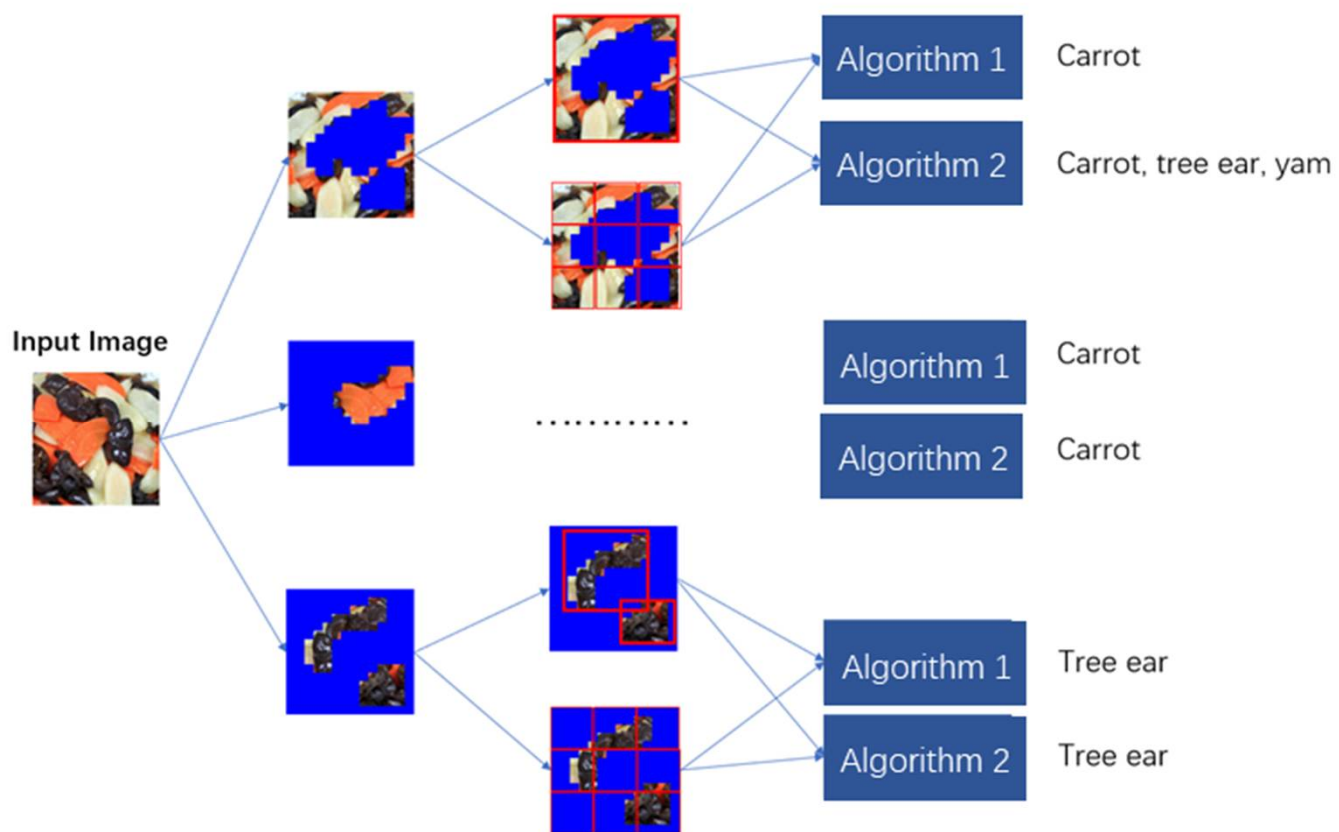 Algorithm 1
Carrot
Algorithm 2
Carrot, tree ear, yam
Input Image
Algorithm 1
Carrot
............
Algorithm 2
Carrot
Algorithm 1
Tree ear
Algorithm 2
Tree ear